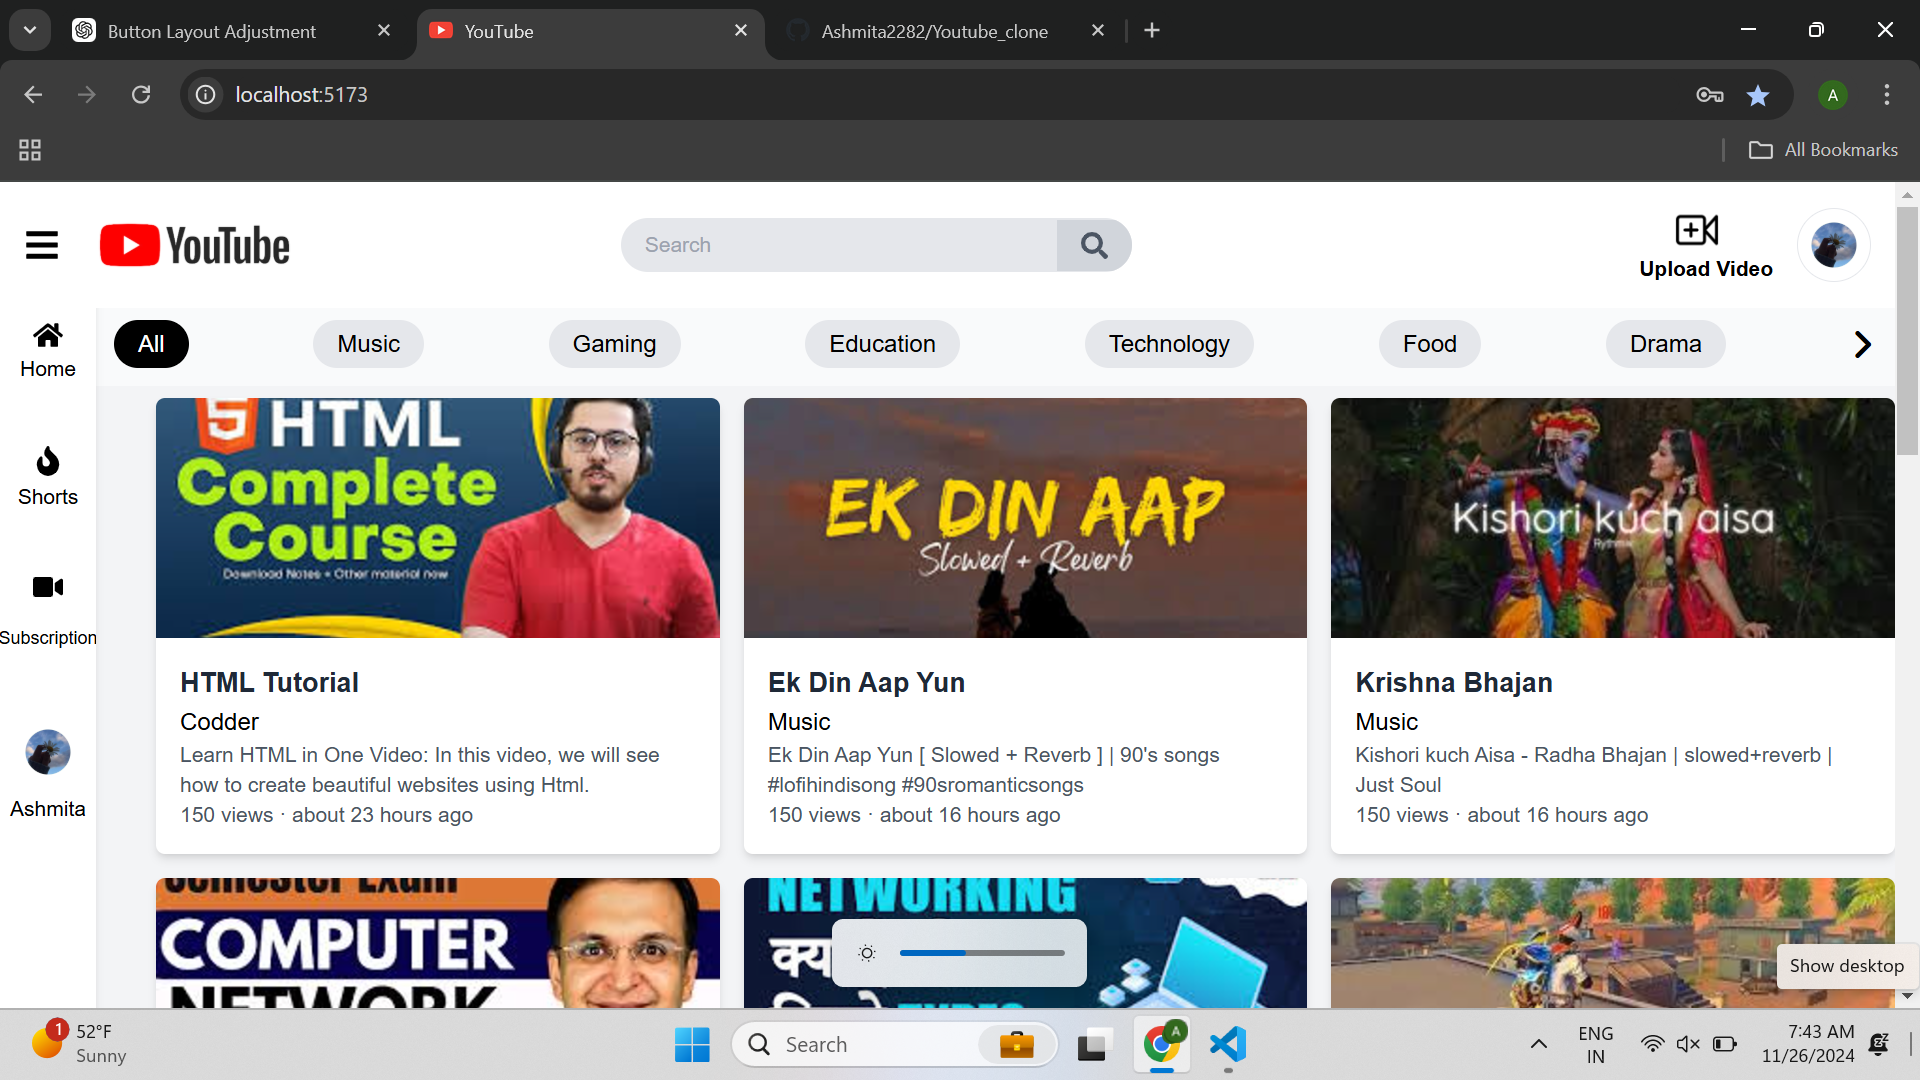 Button Layout Adjustment
YouTube
Ashmita2282/Youtube_clone
localhost:5173
A
All Bookmarks
YouTube
Search
Upload Video
All
Music
Gaming
Education
Technology
Food
Drama
Home
Shorts
Subscription
Ashmita
5 HTML
Complete
Course
Download Notes + Other material now
EK DIN AAP
Slowed + Reverb
Kishori kuch aisa
HTML Tutorial
Codder
Learn HTML in One Video: In this video, we will see
how to create beautiful websites using Html.
150 views · about 23 hours ago
Ek Din Aap Yun
Music
Ek Din Aap Yun [ Slowed + Reverb ] | 90's songs
#lofihindisong #90sromanticsongs
150 views · about 16 hours ago
Krishna Bhajan
Music
Kishori kuch Aisa - Radha Bhajan | slowed+reverb |
Just Soul
150 views · about 16 hours ago
Semester Exam
COMPUTER
NETWORK
NETWORKING
Show desktop
1
52°F
Sunny
Search
A
ENG
IN
7:43 AM
11/26/2024